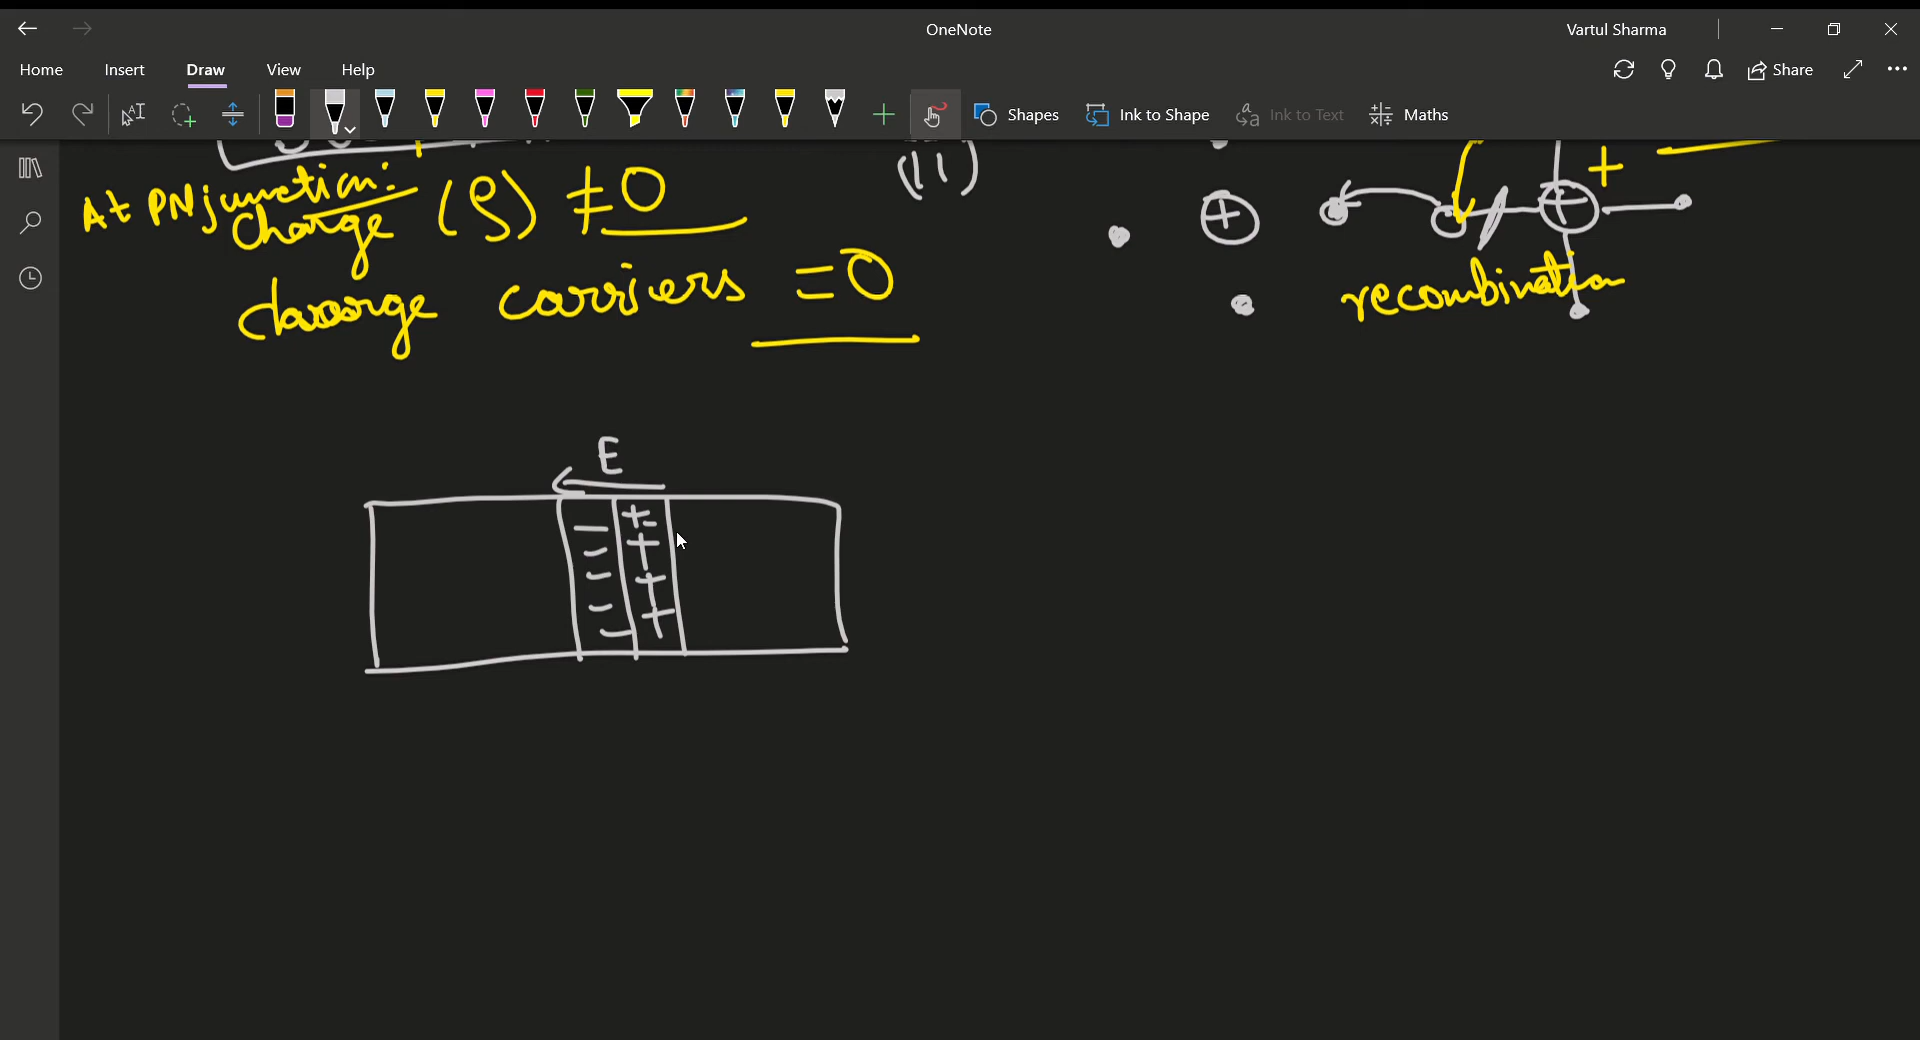 OneNote
Vartul Sharma
Home Insert Draw View Help
Share
Shapes
Ink to Shape
Ink to Text
Maths
(11)
At PN junction:
Charge (ρ) ≠ 0
charge carriers = 0
+
+
recombination
E